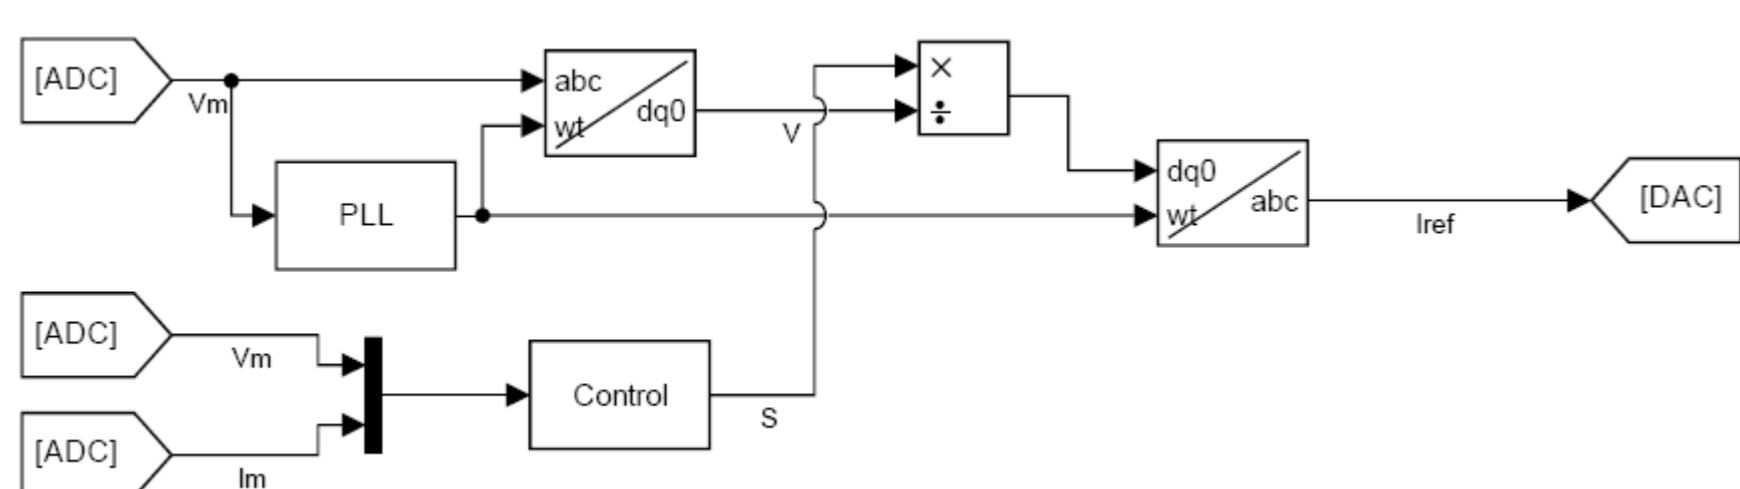 [ADC]
Vm
abc
wt
dq0
V
×
÷
PLL
dq0
wt
abc
Iref
[DAC]
[ADC]
Vm
Control
S
[ADC]
Im